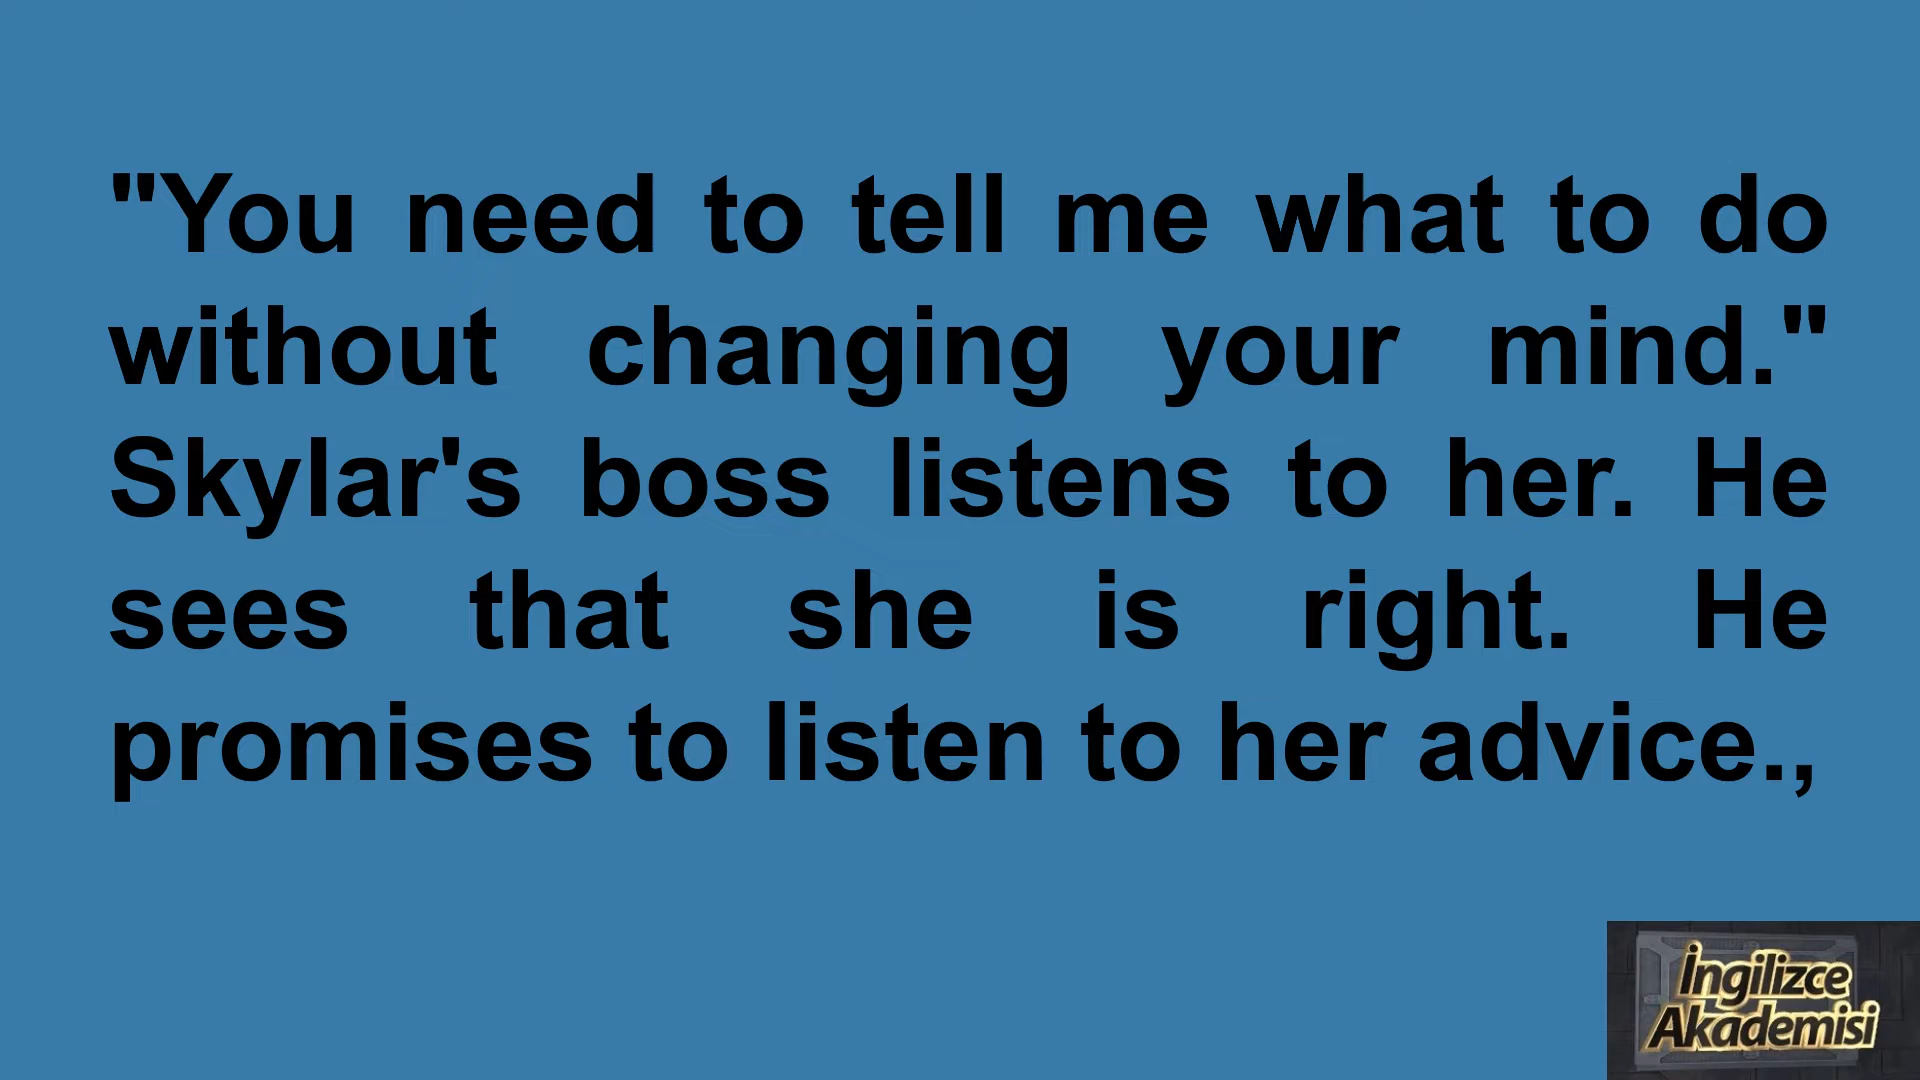 "You need to tell me what to do
without changing your mind."
Skylar's boss listens to her. He
sees that she is right. He
promises to listen to her advice.,
İngilizce
Akademisi